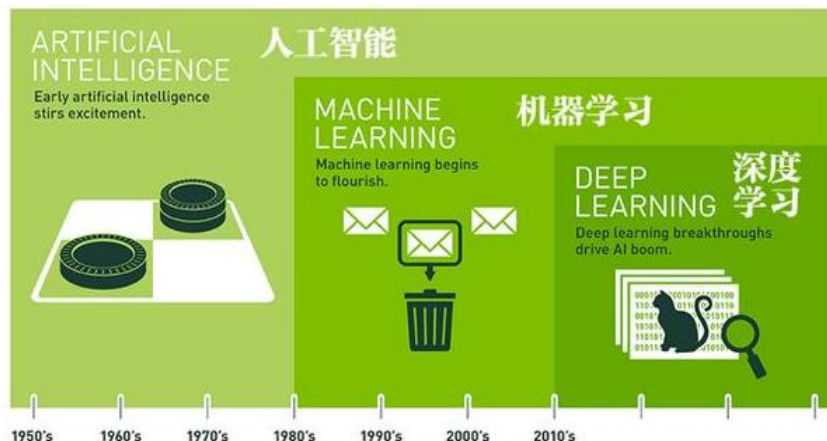 ARTIFICIAL
INTELLIGENCE
人工智能
Early artificial intelligence
stirs excitement.
MACHINE
LEARNING
机器学习
Machine learning begins
to flourish.
DEEP
LEARNING
深度
学习
Deep learning breakthroughs
drive AI boom.
1950's 1960's 1970's 1980's 1990's 2000's 2010's